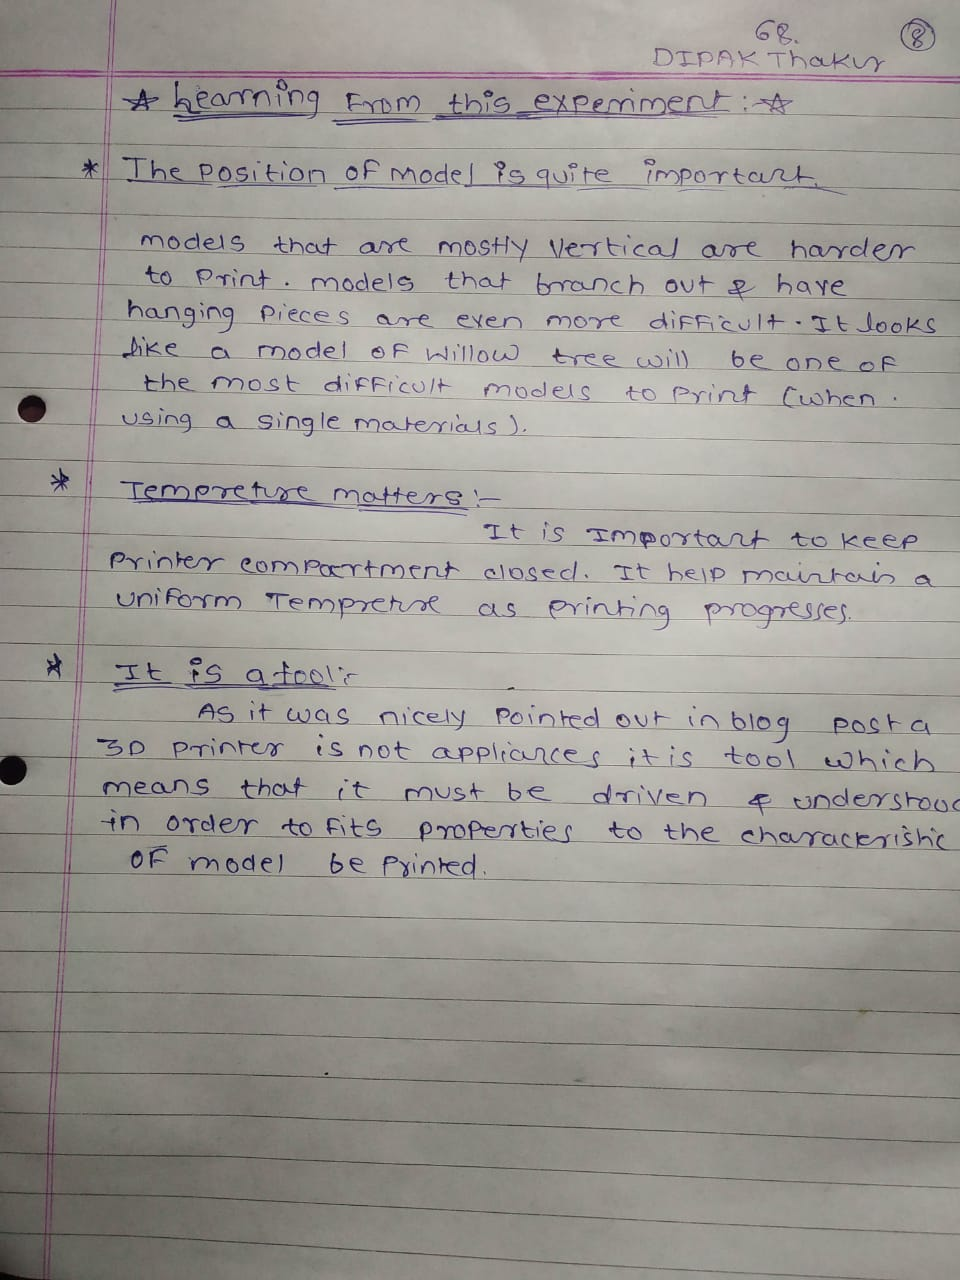 68.
8
DIPAK Thakur
☆ Learning From this experiment :- ☆
* The Position of model is quite important.
models that are mostly vertical are harder
to Print. models that branch out & have
hanging Pieces are even more difficult. It looks
like a model of willow tree will be one of
the most difficult models to Print (when .
using a single materials).
* Tempreture matters :-
It is Important to keep
Printer compartment closed. It help maintain a
uniform Tempreture as printing progresses.
* It is a tool :-
As it was nicely Pointed out in blog post a
3D printer is not appliances it is tool which
means that it must be driven & understood
in order to fits properties to the characteristic
of model be Printed.